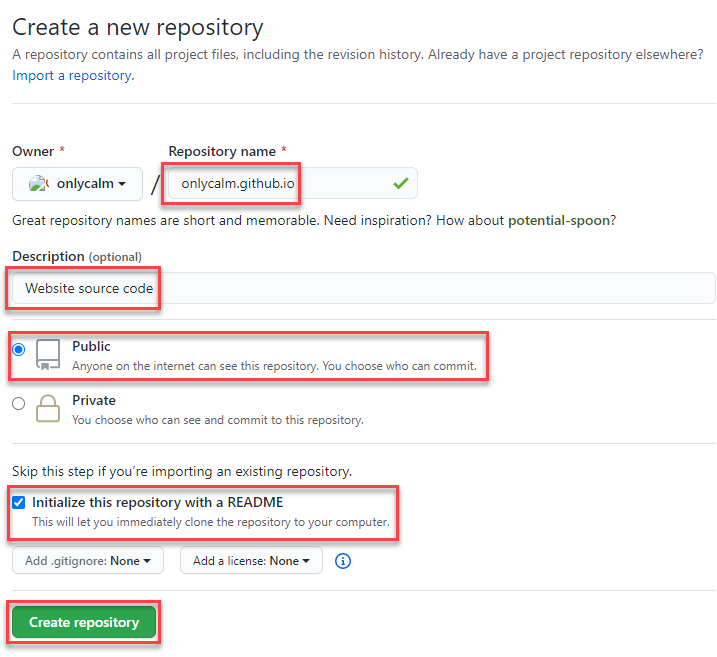 Create a new repository
A repository contains all project files, including the revision history. Already have a project repository elsewhere?
Import a repository.
Owner *
Repository name *
onlycalm
/
onlycalm.github.io
Great repository names are short and memorable. Need inspiration? How about potential-spoon?
Description (optional)
Website source code
Public
Anyone on the internet can see this repository. You choose who can commit.
Private
You choose who can see and commit to this repository.
Skip this step if you’re importing an existing repository.
Initialize this repository with a README
This will let you immediately clone the repository to your computer.
Add .gitignore: None
Add a license: None
Create repository